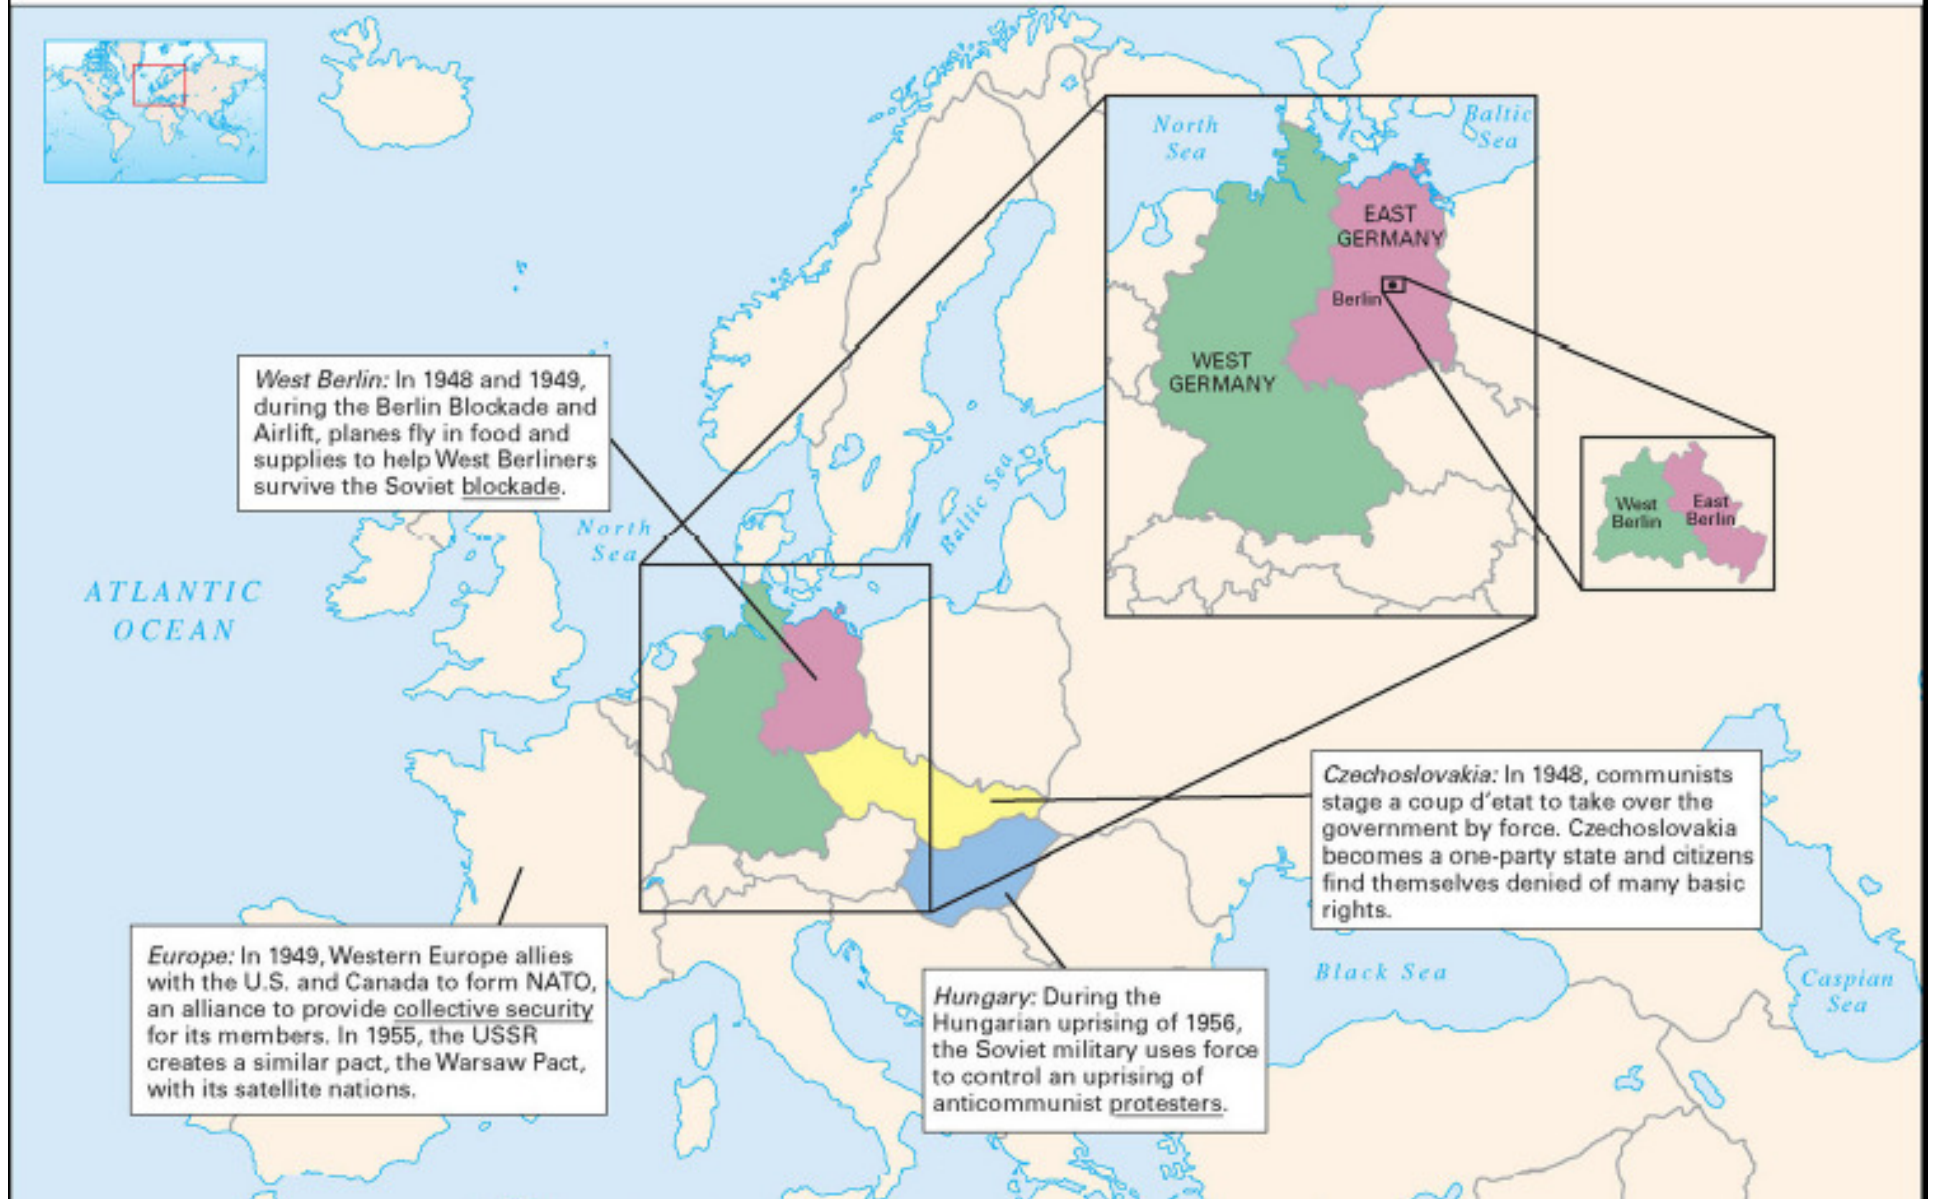 North
Sea
Baltic
Sea
EAST
GERMANY
Berlin
WEST
GERMANY
West
Berlin
East
Berlin
West Berlin: In 1948 and 1949,
during the Berlin Blockade and
Airlift, planes fly in food and
supplies to help West Berliners
survive the Soviet blockade.
North
Sea
Baltic Sea
ATLANTIC
OCEAN
Czechoslovakia: In 1948, communists
stage a coup d'etat to take over the
government by force. Czechoslovakia
becomes a one-party state and citizens
find themselves denied of many basic
rights.
Europe: In 1949, Western Europe allies
with the U.S. and Canada to form NATO,
an alliance to provide collective security
for its members. In 1955, the USSR
creates a similar pact, the Warsaw Pact,
with its satellite nations.
Hungary: During the
Hungarian uprising of 1956,
the Soviet military uses force
to control an uprising of
anticommunist protesters.
Black Sea
Caspian
Sea